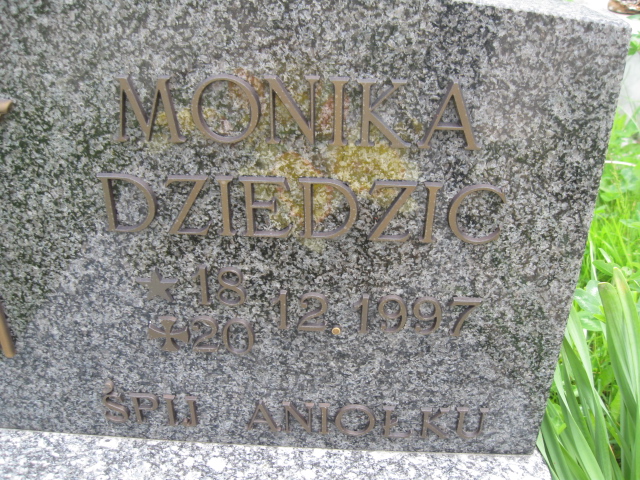 MONIKA
DZIEDZIC
★ 18
12.1997
✠ 20
ŚPIJ ANIOŁKU